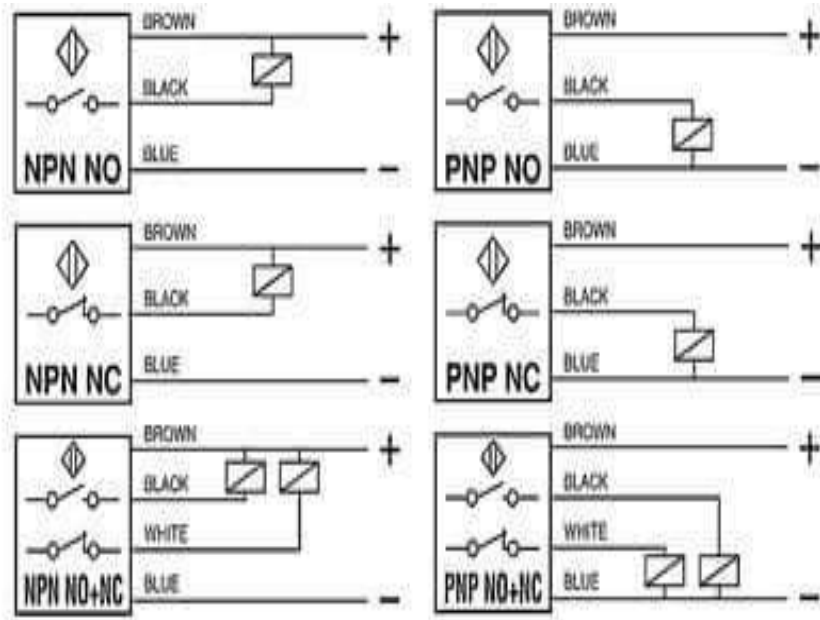 BROWN
+
BLACK
BLUE
NPN NO
-
BROWN
+
BLACK
BLUE
PNP NO
-
BROWN
+
BLACK
BLUE
NPN NC
-
BROWN
+
BLACK
BLUE
PNP NC
-
BROWN
+
BLACK
WHITE
BLUE
NPN NO+NC
-
BROWN
+
BLACK
WHITE
BLUE
PNP NO+NC
-